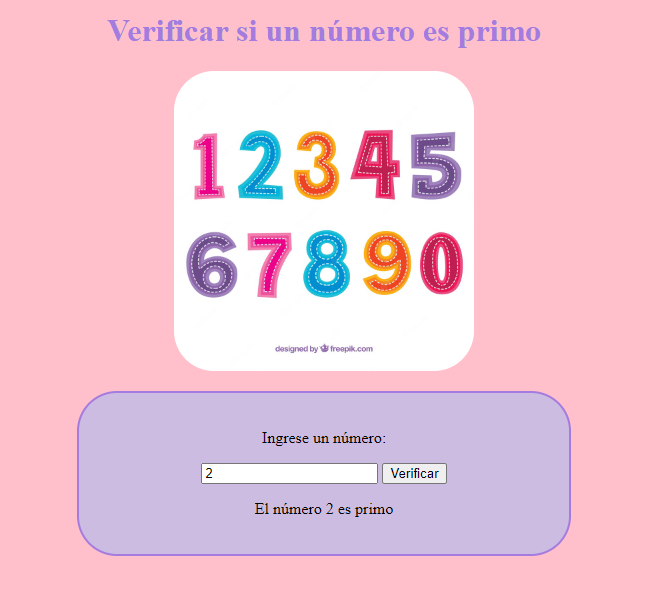 Verificar si un número es primo
1 2 3 4 5
6 7 8 9 0
designed by freepik.com
Ingrese un número:
2 Verificar
El número 2 es primo